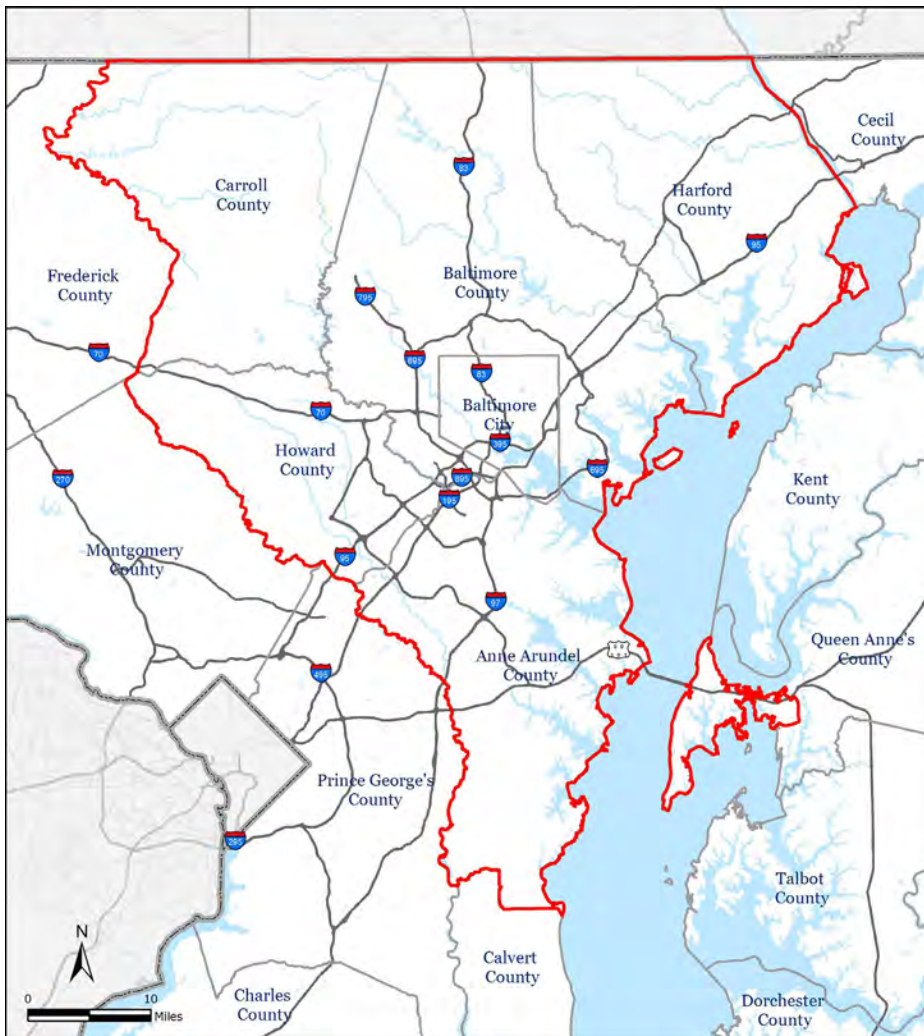 Cecil
County
83
Carroll
County
Harford
County
95
Frederick
County
Baltimore
County
795
70
695
83
70
Baltimore
City
395
Howard
County
695
895
270
195
Kent
County
Montgomery
County
95
97
Queen Anne's
County
Anne Arundel
County
495
Prince George's
County
295
Talbot
County
N
Calvert
County
0
10
Miles
Charles
County
Dorchester
County